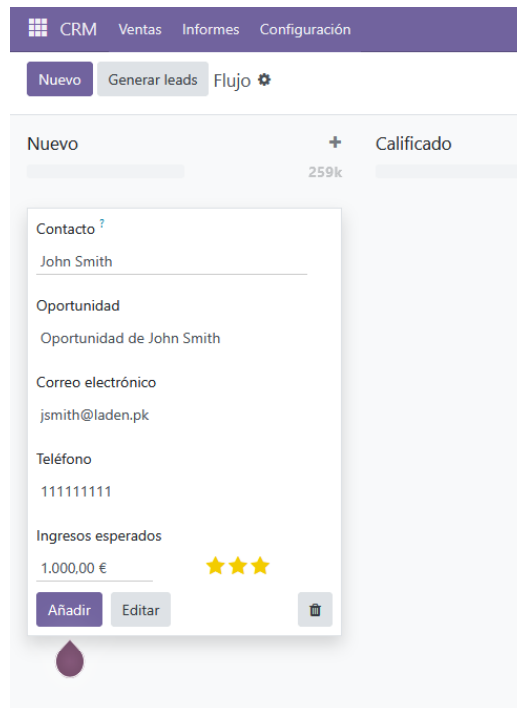 CRM Ventas Informes Configuración
Nuevo Generar leads Flujo
Nuevo + Calificado
259k
Contacto ?
John Smith
Oportunidad
Oportunidad de John Smith
Correo electrónico
jsmith@laden.pk
Teléfono
111111111
Ingresos esperados
1.000,00 €
Añadir Editar